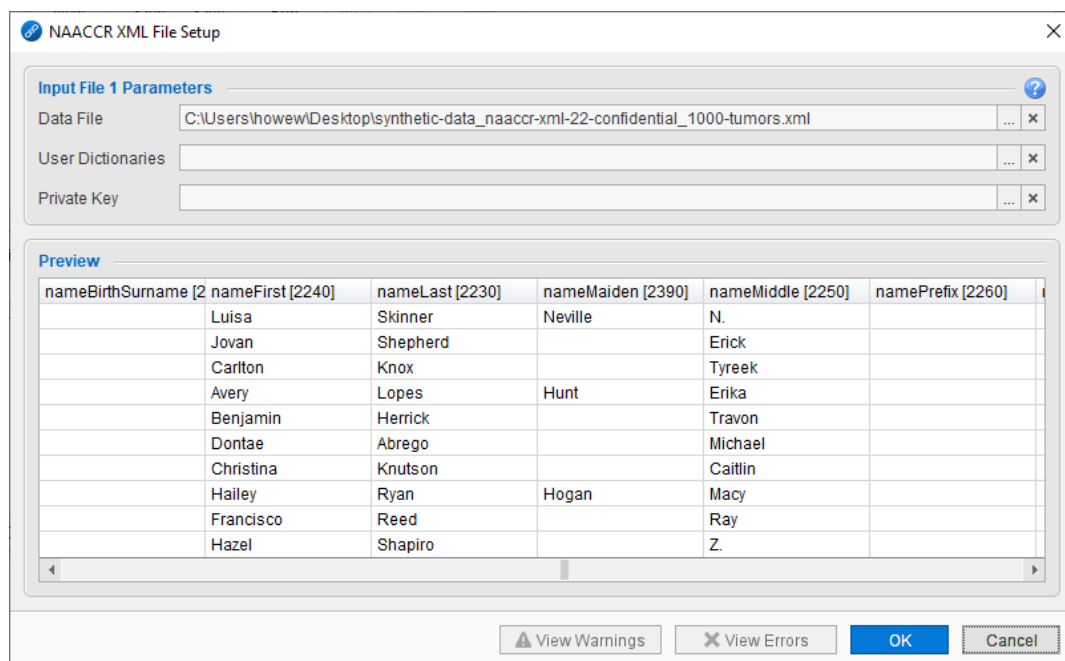 NAACCR XML File Setup
Input File 1 Parameters
Data File C:\Users\howew\Desktop\synthetic-data_naaccr-xml-22-confidential_1000-tumors.xml ...
User Dictionaries ...
Private Key ...
Preview
nameBirthSurname [2 nameFirst [2240] nameLast [2230] nameMaiden [2390] nameMiddle [2250] namePrefix [2260]
Luisa Skinner Neville N.
Jovan Shepherd Erick
Carlton Knox Tyreek
Avery Lopes Hunt Erika
Benjamin Herrick Travon
Dontae Abrego Michael
Christina Knutson Caitlin
Hailey Ryan Hogan Macy
Francisco Reed Ray
Hazel Shapiro Z.
View Warnings View Errors OK Cancel